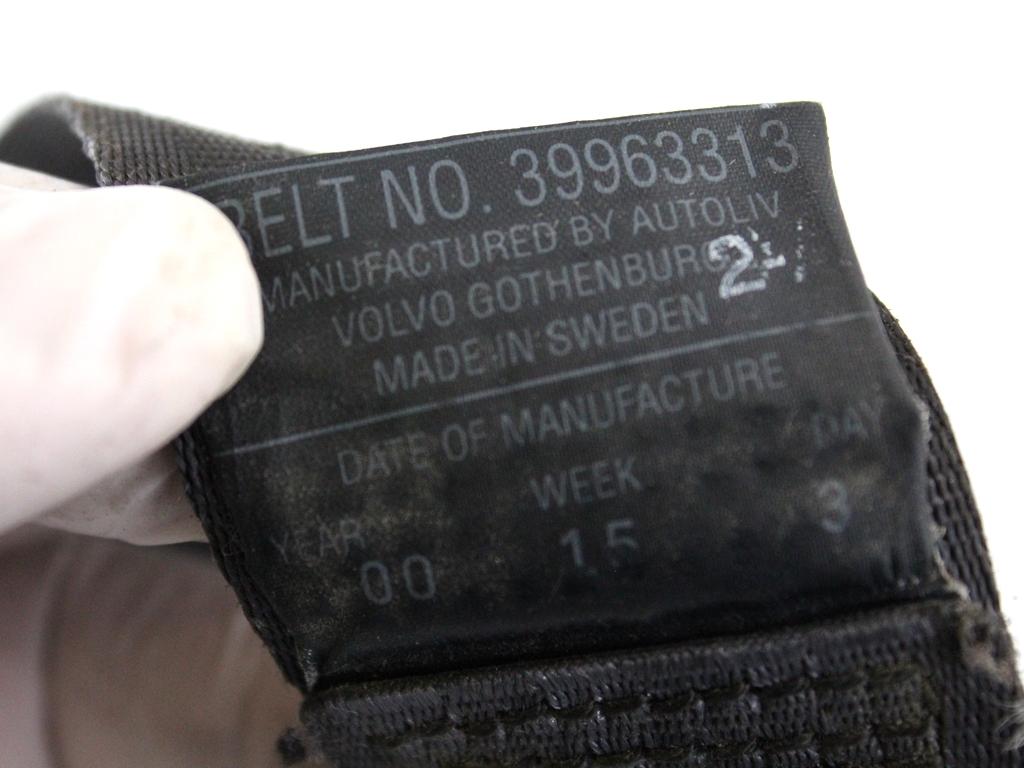 BELT NO. 39963313
MANUFACTURED BY AUTOLIV
VOLVO GOTHENBURG
MADE IN SWEDEN
DATE OF MANUFACTURE
YEAR WEEK DAY
00 15 3